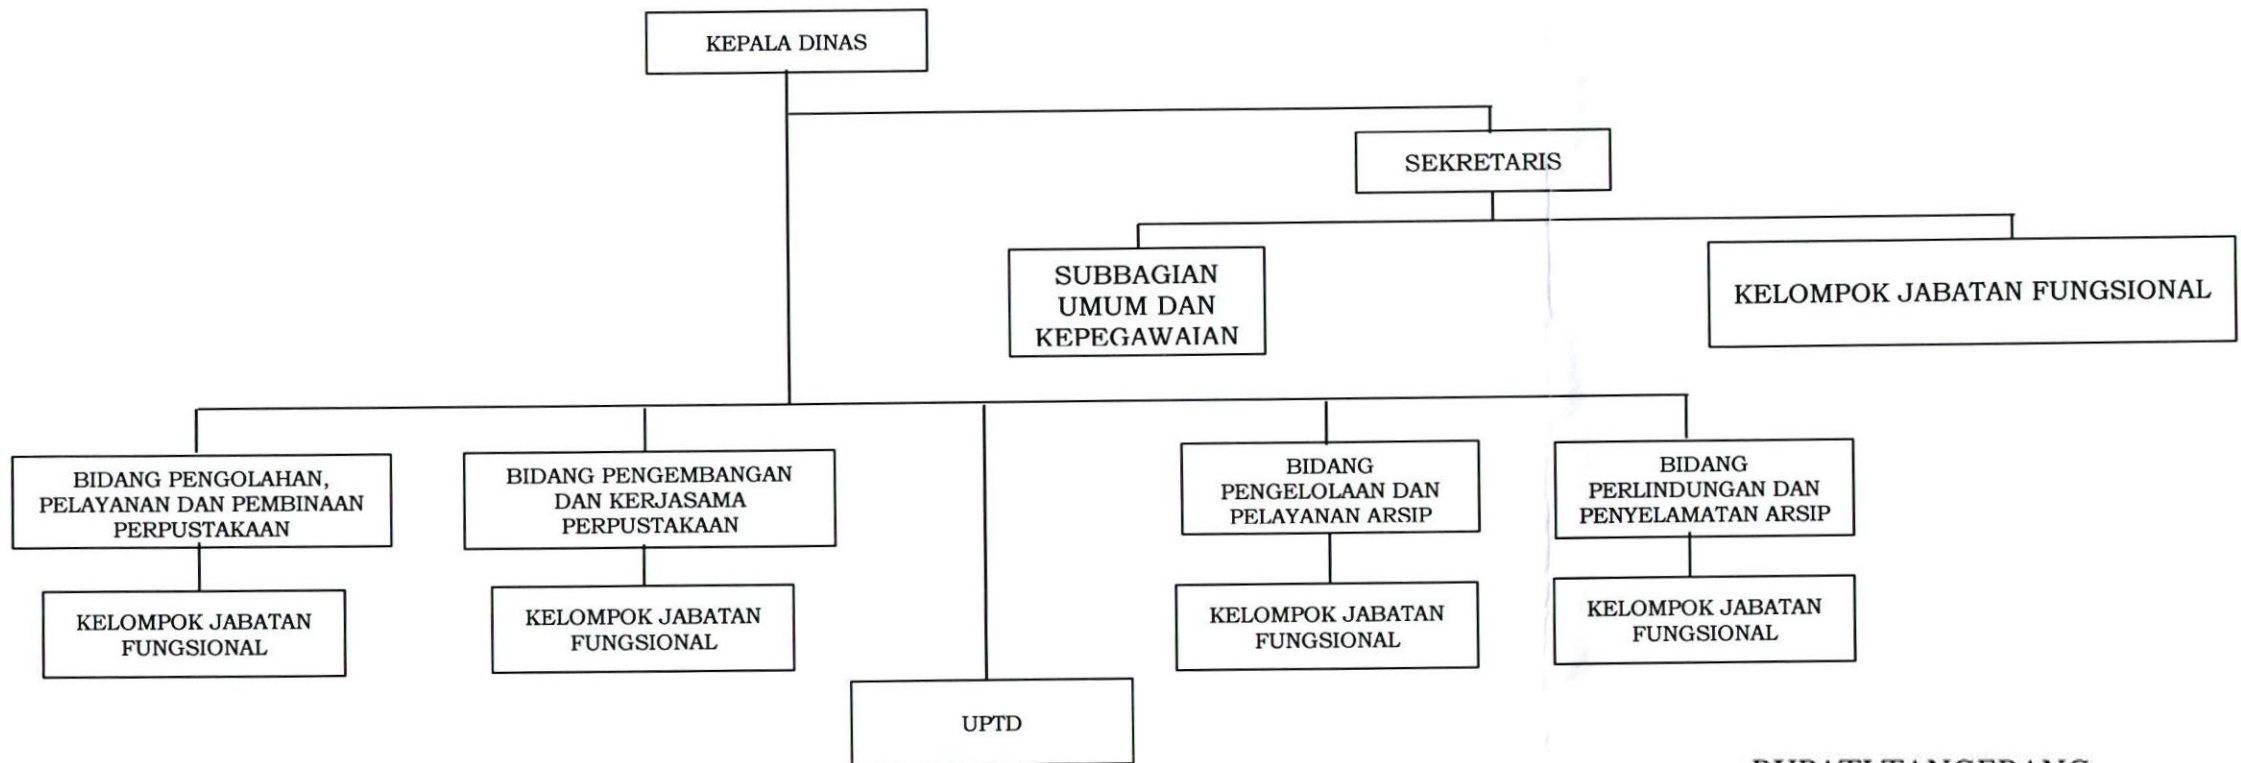 KEPALA DINAS
SEKRETARIS
SUBBAGIAN
UMUM DAN
KEPEGAWAIAN
KELOMPOK JABATAN FUNGSIONAL
BIDANG PENGOLAHAN,
PELAYANAN DAN PEMBINAAN
PERPUSTAKAAN
BIDANG PENGEMBANGAN
DAN KERJASAMA
PERPUSTAKAAN
BIDANG
PENGELOLAAN DAN
PELAYANAN ARSIP
BIDANG
PERLINDUNGAN DAN
PENYELAMATAN ARSIP
KELOMPOK JABATAN
FUNGSIONAL
KELOMPOK JABATAN
FUNGSIONAL
KELOMPOK JABATAN
FUNGSIONAL
KELOMPOK JABATAN
FUNGSIONAL
UPTD
BUPATI TANGERANG